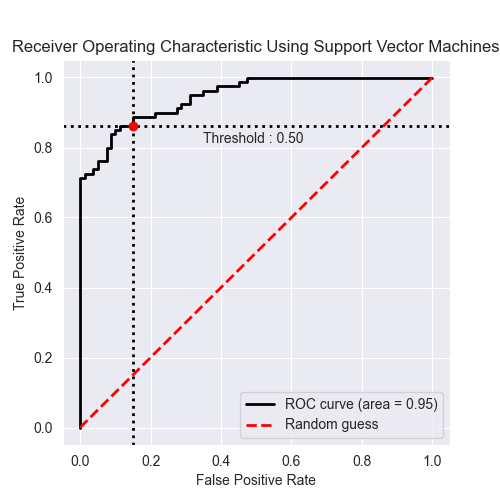 Receiver Operating Characteristic Using Support Vector Machines
1.0
0.8
0.6
0.4
0.2
0.0
True Positive Rate
Threshold : 0.50
ROC curve (area = 0.95)
Random guess
0.0 0.2 0.4 0.6 0.8 1.0
False Positive Rate